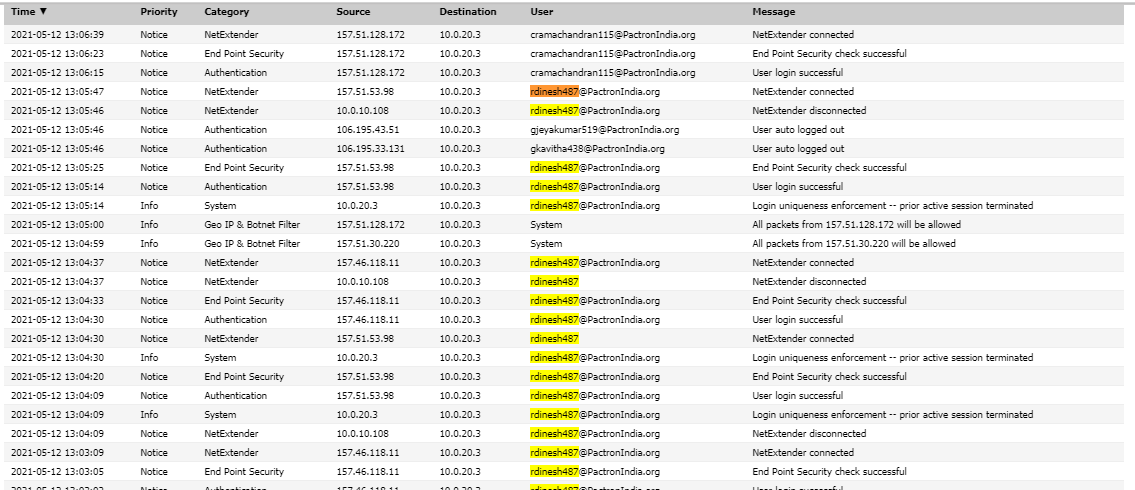 Time ▼ Priority Category Source Destination User Message
2021-05-12 13:06:39 Notice NetExtender 157.51.128.172 10.0.20.3 cramachandran115@PactronIndia.org NetExtender connected
2021-05-12 13:06:23 Notice End Point Security 157.51.128.172 10.0.20.3 cramachandran115@PactronIndia.org End Point Security check successful
2021-05-12 13:06:15 Notice Authentication 157.51.128.172 10.0.20.3 cramachandran115@PactronIndia.org User login successful
2021-05-12 13:05:47 Notice NetExtender 157.51.53.98 10.0.20.3 rdinesh487@PactronIndia.org NetExtender connected
2021-05-12 13:05:46 Notice NetExtender 10.0.10.108 10.0.20.3 rdinesh487@PactronIndia.org NetExtender disconnected
2021-05-12 13:05:46 Notice Authentication 106.195.43.51 10.0.20.3 gjeyakumar519@PactronIndia.org User auto logged out
2021-05-12 13:05:46 Notice Authentication 106.195.33.131 10.0.20.3 gkavitha438@PactronIndia.org User auto logged out
2021-05-12 13:05:25 Notice End Point Security 157.51.53.98 10.0.20.3 rdinesh487@PactronIndia.org End Point Security check successful
2021-05-12 13:05:14 Notice Authentication 157.51.53.98 10.0.20.3 rdinesh487@PactronIndia.org User login successful
2021-05-12 13:05:14 Info System 10.0.20.3 10.0.20.3 rdinesh487@PactronIndia.org Login uniqueness enforcement -- prior active session terminated
2021-05-12 13:05:00 Info Geo IP & Botnet Filter 157.51.128.172 10.0.20.3 System All packets from 157.51.128.172 will be allowed
2021-05-12 13:04:59 Info Geo IP & Botnet Filter 157.51.30.220 10.0.20.3 System All packets from 157.51.30.220 will be allowed
2021-05-12 13:04:37 Notice NetExtender 157.46.118.11 10.0.20.3 rdinesh487@PactronIndia.org NetExtender connected
2021-05-12 13:04:37 Notice NetExtender 10.0.10.108 10.0.20.3 rdinesh487 NetExtender disconnected
2021-05-12 13:04:33 Notice End Point Security 157.46.118.11 10.0.20.3 rdinesh487@PactronIndia.org End Point Security check successful
2021-05-12 13:04:30 Notice Authentication 157.46.118.11 10.0.20.3 rdinesh487@PactronIndia.org User login successful
2021-05-12 13:04:30 Notice NetExtender 157.51.53.98 10.0.20.3 rdinesh487 NetExtender connected
2021-05-12 13:04:30 Info System 10.0.20.3 10.0.20.3 rdinesh487@PactronIndia.org Login uniqueness enforcement -- prior active session terminated
2021-05-12 13:04:20 Notice End Point Security 157.51.53.98 10.0.20.3 rdinesh487@PactronIndia.org End Point Security check successful
2021-05-12 13:04:09 Notice Authentication 157.51.53.98 10.0.20.3 rdinesh487@PactronIndia.org User login successful
2021-05-12 13:04:09 Info System 10.0.20.3 10.0.20.3 rdinesh487@PactronIndia.org Login uniqueness enforcement -- prior active session terminated
2021-05-12 13:04:09 Notice NetExtender 10.0.10.108 10.0.20.3 rdinesh487@PactronIndia.org NetExtender disconnected
2021-05-12 13:03:09 Notice NetExtender 157.46.118.11 10.0.20.3 rdinesh487@PactronIndia.org NetExtender connected
2021-05-12 13:03:05 Notice End Point Security 157.46.118.11 10.0.20.3 rdinesh487@PactronIndia.org End Point Security check successful